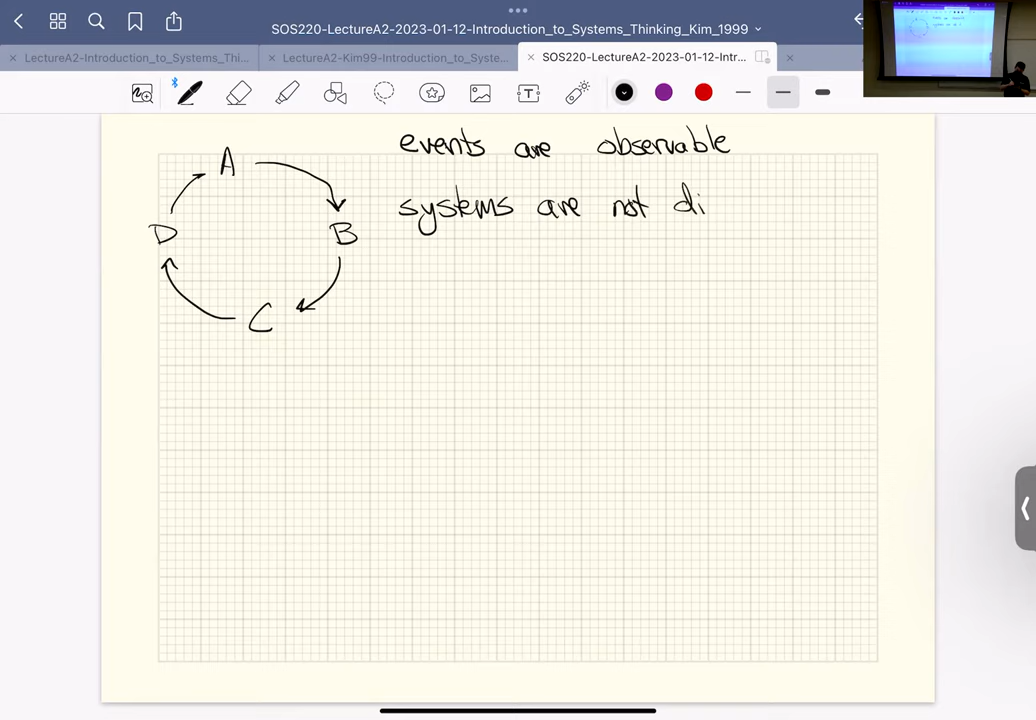 SOS220-LectureA2-2023-01-12-Introduction_to_Systems_Thinking_Kim_1999
LectureA2-Introduction_to_Systems_Thi...
LectureA2-Kim99-Introduction_to_Syste...
SOS220-LectureA2-2023-01-12-Intr...
T
events are observable
A
systems are not di
D
B
C